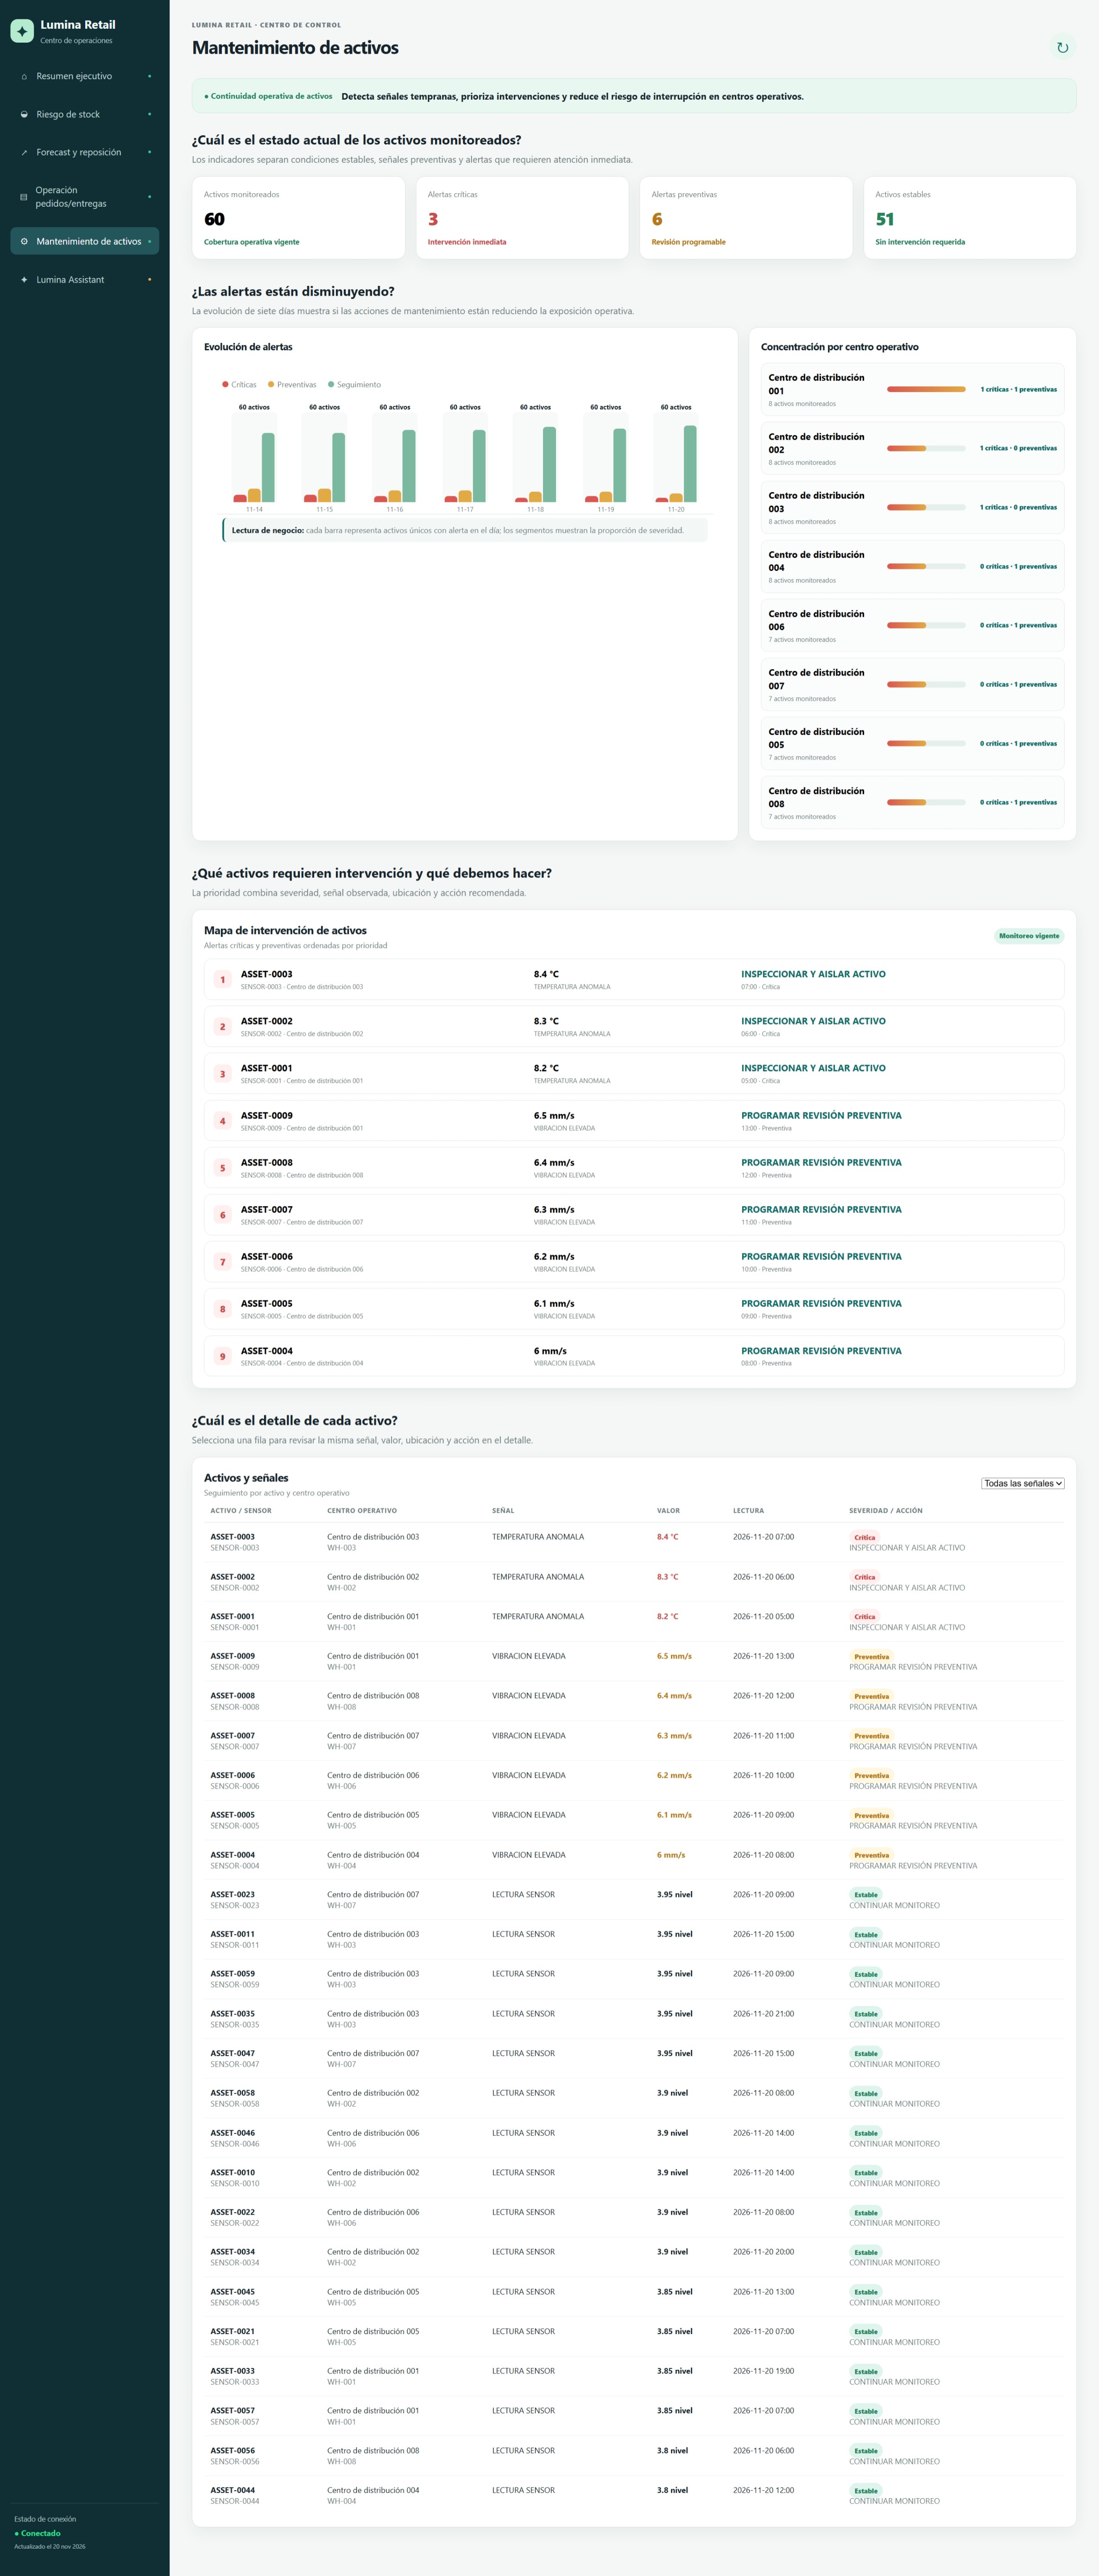 Lumina Retail
Centro de operaciones
Resumen ejecutivo
Riesgo de stock
Forecast y reposición
Operación
pedidos/entregas
Mantenimiento de activos
Lumina Assistant
Estado de conexión
● Conectado
Actualizado el 20 nov 2026
LUMINA RETAIL · CENTRO DE CONTROL
Mantenimiento de activos
● Continuidad operativa de activos Detecta señales tempranas, prioriza intervenciones y reduce el riesgo de interrupción en centros operativos.
¿Cuál es el estado actual de los activos monitoreados?
Los indicadores separan condiciones estables, señales preventivas y alertas que requieren atención inmediata.
Activos monitoreados
60
Cobertura operativa vigente
Alertas críticas
3
Intervención inmediata
Alertas preventivas
6
Revisión programable
Activos estables
51
Sin intervención requerida
¿Las alertas están disminuyendo?
La evolución de siete días muestra si las acciones de mantenimiento están reduciendo la exposición operativa.
Evolución de alertas
Críticas Preventivas Seguimiento
60 activos 60 activos 60 activos 60 activos 60 activos 60 activos 60 activos
11-14 11-15 11-16 11-17 11-18 11-19 11-20
Lectura de negocio: cada barra representa activos únicos con alerta en el día; los segmentos muestran la proporción de severidad.
Concentración por centro operativo
Centro de distribución
001
8 activos monitoreados
1 críticas · 1 preventivas
Centro de distribución
002
8 activos monitoreados
1 críticas · 0 preventivas
Centro de distribución
003
8 activos monitoreados
1 críticas · 0 preventivas
Centro de distribución
004
8 activos monitoreados
0 críticas · 1 preventivas
Centro de distribución
006
7 activos monitoreados
0 críticas · 1 preventivas
Centro de distribución
007
7 activos monitoreados
0 críticas · 1 preventivas
Centro de distribución
005
7 activos monitoreados
0 críticas · 1 preventivas
Centro de distribución
008
7 activos monitoreados
0 críticas · 1 preventivas
¿Qué activos requieren intervención y qué debemos hacer?
La prioridad combina severidad, señal observada, ubicación y acción recomendada.
Mapa de intervención de activos
Alertas críticas y preventivas ordenadas por prioridad
Monitoreo vigente
1 ASSET-0003 8.4 °C INSPECCIONAR Y AISLAR ACTIVO
SENSOR-0003 · Centro de distribución 003 TEMPERATURA ANOMALA 07:00 · Crítica
2 ASSET-0002 8.3 °C INSPECCIONAR Y AISLAR ACTIVO
SENSOR-0002 · Centro de distribución 002 TEMPERATURA ANOMALA 06:00 · Crítica
3 ASSET-0001 8.2 °C INSPECCIONAR Y AISLAR ACTIVO
SENSOR-0001 · Centro de distribución 001 TEMPERATURA ANOMALA 05:00 · Crítica
4 ASSET-0009 6.5 mm/s PROGRAMAR REVISIÓN PREVENTIVA
SENSOR-0009 · Centro de distribución 001 VIBRACION ELEVADA 13:00 · Preventiva
5 ASSET-0008 6.4 mm/s PROGRAMAR REVISIÓN PREVENTIVA
SENSOR-0008 · Centro de distribución 008 VIBRACION ELEVADA 12:00 · Preventiva
6 ASSET-0007 6.3 mm/s PROGRAMAR REVISIÓN PREVENTIVA
SENSOR-0007 · Centro de distribución 007 VIBRACION ELEVADA 11:00 · Preventiva
7 ASSET-0006 6.2 mm/s PROGRAMAR REVISIÓN PREVENTIVA
SENSOR-0006 · Centro de distribución 006 VIBRACION ELEVADA 10:00 · Preventiva
8 ASSET-0005 6.1 mm/s PROGRAMAR REVISIÓN PREVENTIVA
SENSOR-0005 · Centro de distribución 005 VIBRACION ELEVADA 09:00 · Preventiva
9 ASSET-0004 6 mm/s PROGRAMAR REVISIÓN PREVENTIVA
SENSOR-0004 · Centro de distribución 004 VIBRACION ELEVADA 08:00 · Preventiva
¿Cuál es el detalle de cada activo?
Selecciona una fila para revisar la misma señal, valor, ubicación y acción en el detalle.
Activos y señales
Seguimiento por activo y centro operativo
Todas las señales
ACTIVO / SENSOR CENTRO OPERATIVO SEÑAL VALOR LECTURA SEVERIDAD / ACCIÓN
ASSET-0003 Centro de distribución 003 TEMPERATURA ANOMALA 8.4 °C 2026-11-20 07:00 Crítica
SENSOR-0003 WH-003 INSPECCIONAR Y AISLAR ACTIVO
ASSET-0002 Centro de distribución 002 TEMPERATURA ANOMALA 8.3 °C 2026-11-20 06:00 Crítica
SENSOR-0002 WH-002 INSPECCIONAR Y AISLAR ACTIVO
ASSET-0001 Centro de distribución 001 TEMPERATURA ANOMALA 8.2 °C 2026-11-20 05:00 Crítica
SENSOR-0001 WH-001 INSPECCIONAR Y AISLAR ACTIVO
ASSET-0009 Centro de distribución 001 VIBRACION ELEVADA 6.5 mm/s 2026-11-20 13:00 Preventiva
SENSOR-0009 WH-001 PROGRAMAR REVISIÓN PREVENTIVA
ASSET-0008 Centro de distribución 008 VIBRACION ELEVADA 6.4 mm/s 2026-11-20 12:00 Preventiva
SENSOR-0008 WH-008 PROGRAMAR REVISIÓN PREVENTIVA
ASSET-0007 Centro de distribución 007 VIBRACION ELEVADA 6.3 mm/s 2026-11-20 11:00 Preventiva
SENSOR-0007 WH-007 PROGRAMAR REVISIÓN PREVENTIVA
ASSET-0006 Centro de distribución 006 VIBRACION ELEVADA 6.2 mm/s 2026-11-20 10:00 Preventiva
SENSOR-0006 WH-006 PROGRAMAR REVISIÓN PREVENTIVA
ASSET-0005 Centro de distribución 005 VIBRACION ELEVADA 6.1 mm/s 2026-11-20 09:00 Preventiva
SENSOR-0005 WH-005 PROGRAMAR REVISIÓN PREVENTIVA
ASSET-0004 Centro de distribución 004 VIBRACION ELEVADA 6 mm/s 2026-11-20 08:00 Preventiva
SENSOR-0004 WH-004 PROGRAMAR REVISIÓN PREVENTIVA
ASSET-0023 Centro de distribución 007 LECTURA SENSOR 3.95 nivel 2026-11-20 09:00 Estable
SENSOR-0023 WH-007 CONTINUAR MONITOREO
ASSET-0011 Centro de distribución 003 LECTURA SENSOR 3.95 nivel 2026-11-20 15:00 Estable
SENSOR-0011 WH-003 CONTINUAR MONITOREO
ASSET-0059 Centro de distribución 003 LECTURA SENSOR 3.95 nivel 2026-11-20 09:00 Estable
SENSOR-0059 WH-003 CONTINUAR MONITOREO
ASSET-0035 Centro de distribución 003 LECTURA SENSOR 3.95 nivel 2026-11-20 21:00 Estable
SENSOR-0035 WH-003 CONTINUAR MONITOREO
ASSET-0047 Centro de distribución 007 LECTURA SENSOR 3.95 nivel 2026-11-20 15:00 Estable
SENSOR-0047 WH-007 CONTINUAR MONITOREO
ASSET-0058 Centro de distribución 002 LECTURA SENSOR 3.9 nivel 2026-11-20 08:00 Estable
SENSOR-0058 WH-002 CONTINUAR MONITOREO
ASSET-0046 Centro de distribución 006 LECTURA SENSOR 3.9 nivel 2026-11-20 14:00 Estable
SENSOR-0046 WH-006 CONTINUAR MONITOREO
ASSET-0010 Centro de distribución 002 LECTURA SENSOR 3.9 nivel 2026-11-20 14:00 Estable
SENSOR-0010 WH-002 CONTINUAR MONITOREO
ASSET-0022 Centro de distribución 006 LECTURA SENSOR 3.9 nivel 2026-11-20 08:00 Estable
SENSOR-0022 WH-006 CONTINUAR MONITOREO
ASSET-0034 Centro de distribución 002 LECTURA SENSOR 3.9 nivel 2026-11-20 20:00 Estable
SENSOR-0034 WH-002 CONTINUAR MONITOREO
ASSET-0045 Centro de distribución 005 LECTURA SENSOR 3.85 nivel 2026-11-20 13:00 Estable
SENSOR-0045 WH-005 CONTINUAR MONITOREO
ASSET-0021 Centro de distribución 005 LECTURA SENSOR 3.85 nivel 2026-11-20 07:00 Estable
SENSOR-0021 WH-005 CONTINUAR MONITOREO
ASSET-0033 Centro de distribución 001 LECTURA SENSOR 3.85 nivel 2026-11-20 19:00 Estable
SENSOR-0033 WH-001 CONTINUAR MONITOREO
ASSET-0057 Centro de distribución 001 LECTURA SENSOR 3.85 nivel 2026-11-20 07:00 Estable
SENSOR-0057 WH-001 CONTINUAR MONITOREO
ASSET-0056 Centro de distribución 008 LECTURA SENSOR 3.8 nivel 2026-11-20 06:00 Estable
SENSOR-0056 WH-008 CONTINUAR MONITOREO
ASSET-0044 Centro de distribución 004 LECTURA SENSOR 3.8 nivel 2026-11-20 12:00 Estable
SENSOR-0044 WH-004 CONTINUAR MONITOREO